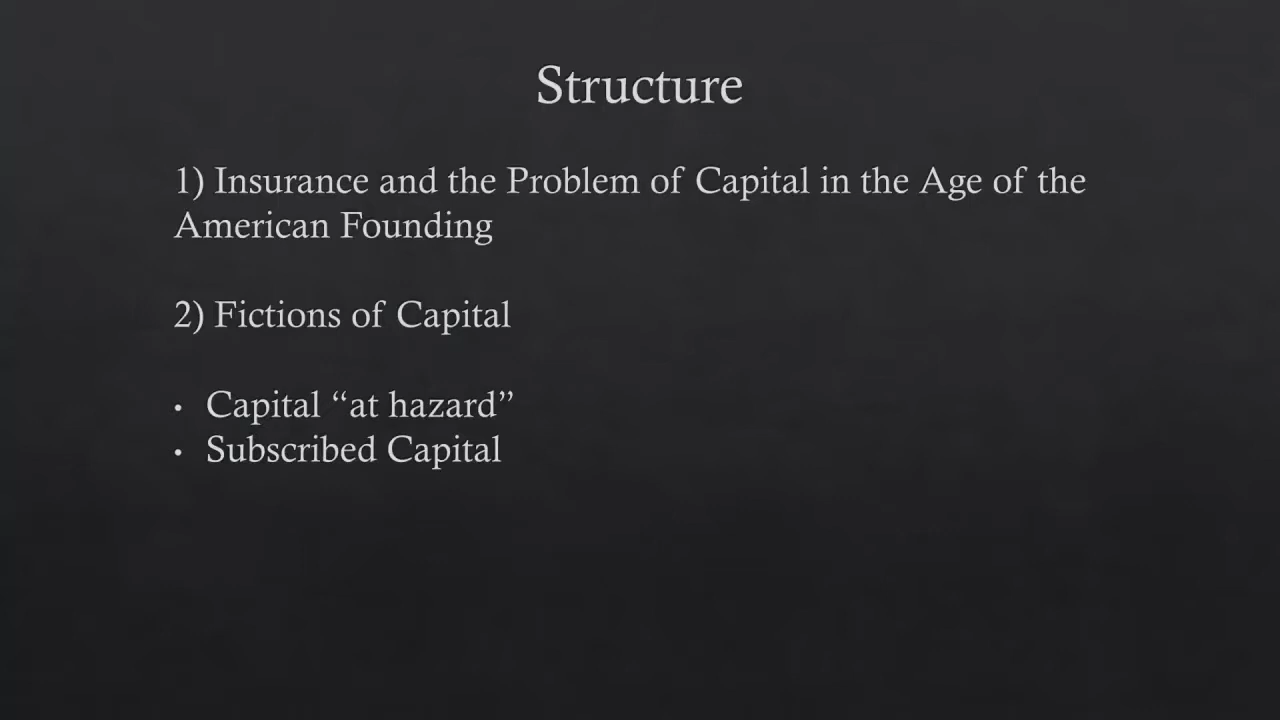 Structure
1) Insurance and the Problem of Capital in the Age of the
American Founding
2) Fictions of Capital
• Capital “at hazard”
• Subscribed Capital